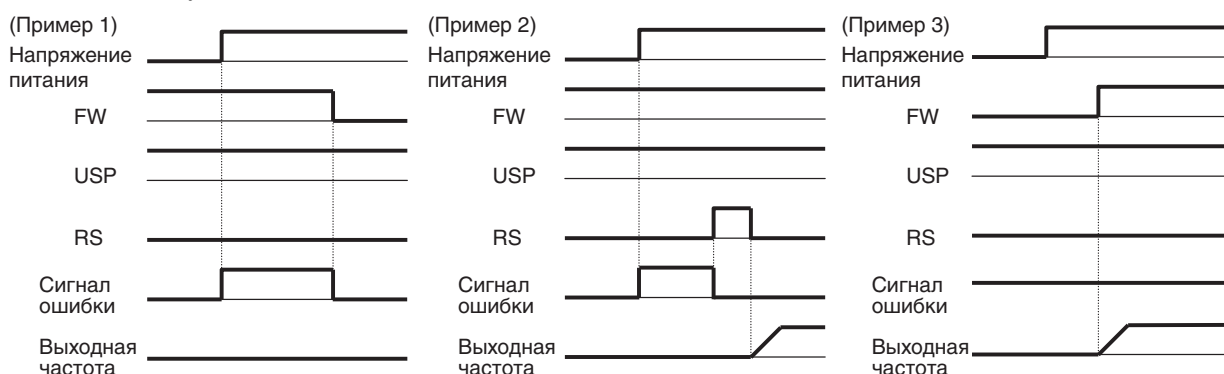 (Пример 1)
Напряжение
питания
FW
USP
RS
Сигнал
ошибки
Выходная
частота
(Пример 2)
Напряжение
питания
FW
USP
RS
Сигнал
ошибки
Выходная
частота
(Пример 3)
Напряжение
питания
FW
USP
RS
Сигнал
ошибки
Выходная
частота